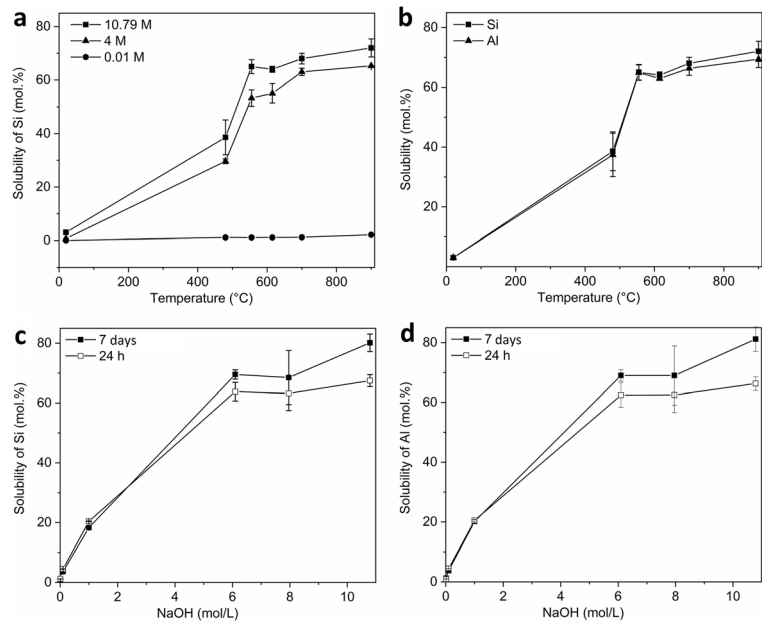 a
10.79 M
4 M
0.01 M
Solubility of Si (mol.%)
80
60
40
20
0
0 200 400 600 800
Temperature (°C)
b
Si
Al
Solubility (mol.%)
80
60
40
20
0 200 400 600 800
Temperature (°C)
c
7 days
24 h
Solubility of Si (mol.%)
80
60
40
20
0
0 2 4 6 8 10
NaOH (mol/L)
d
7 days
24 h
Solubility of Al (mol.%)
80
60
40
20
0
0 2 4 6 8 10
NaOH (mol/L)